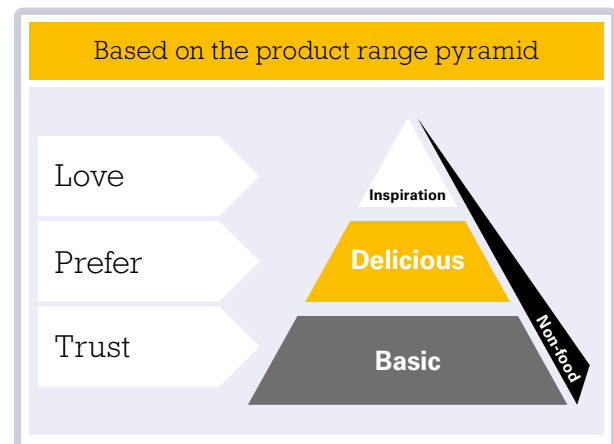 Based on the product range pyramid
Love
Inspiration
Prefer
Delicious
Trust
Basic
Non-food